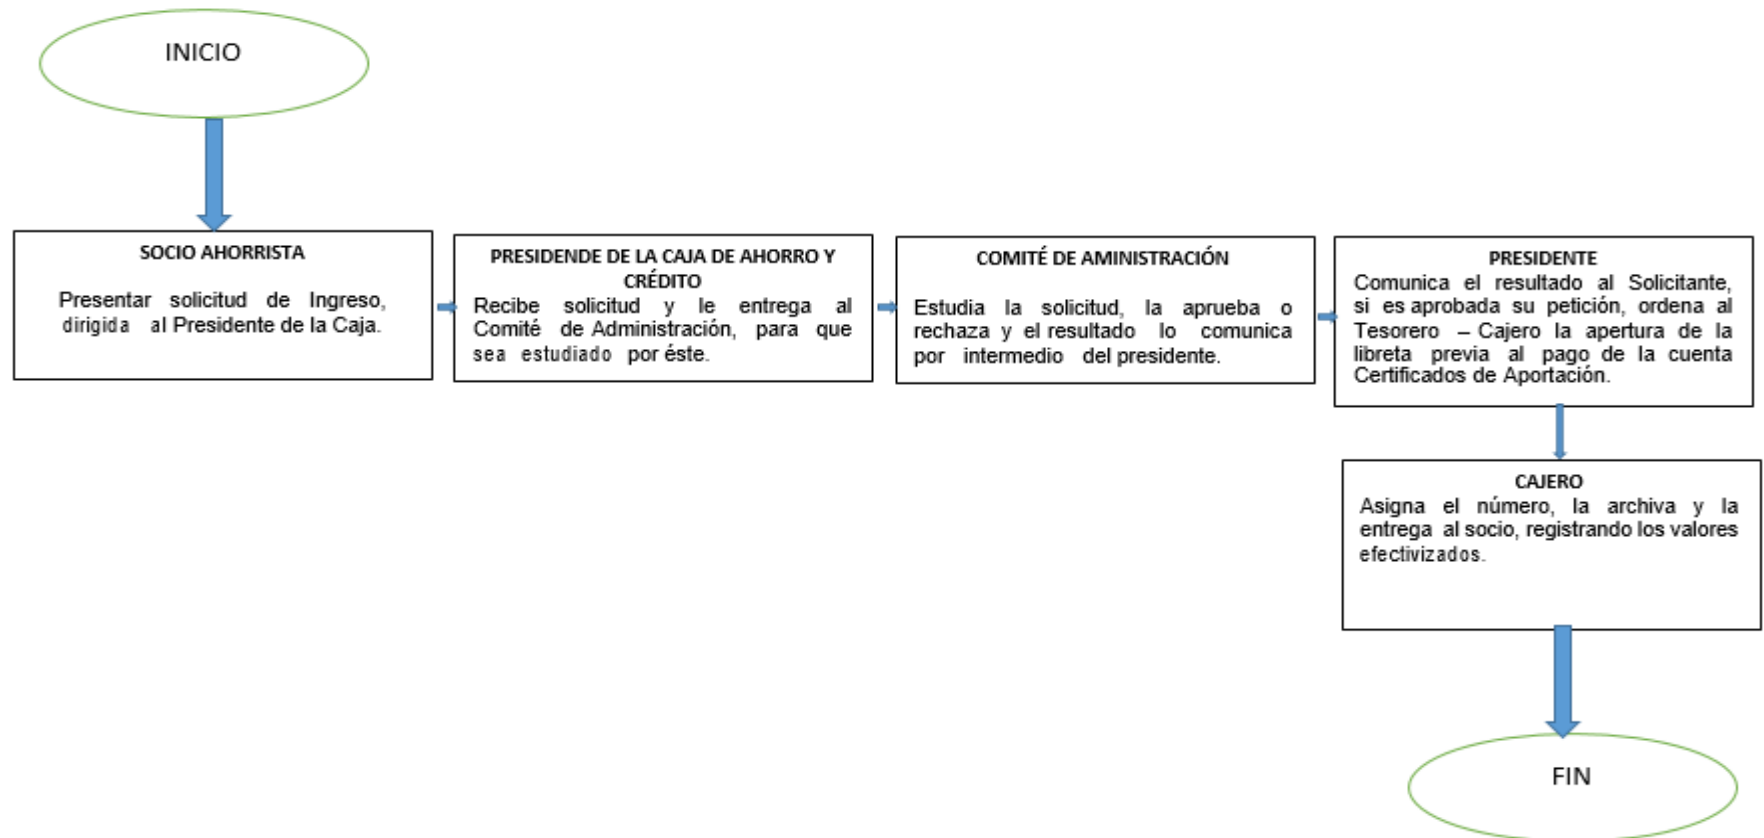 INICIO
SOCIO AHORRISTA
Presentar solicitud de Ingreso,
dirigida al Presidente de la Caja.
PRESIDENDE DE LA CAJA DE AHORRO Y
CRÉDITO
Recibe solicitud y le entrega al
Comité de Administración, para que
sea estudiado por éste.
COMITÉ DE AMINISTRACIÓN
Estudia la solicitud, la aprueba o
rechaza y el resultado lo comunica
por intermedio del presidente.
PRESIDENTE
Comunica el resultado al Solicitante,
si es aprobada su petición, ordena al
Tesorero – Cajero la apertura de la
libreta previa al pago de la cuenta
Certificados de Aportación.
CAJERO
Asigna el número, la archiva y la
entrega al socio, registrando los valores
efectivizados.
FIN